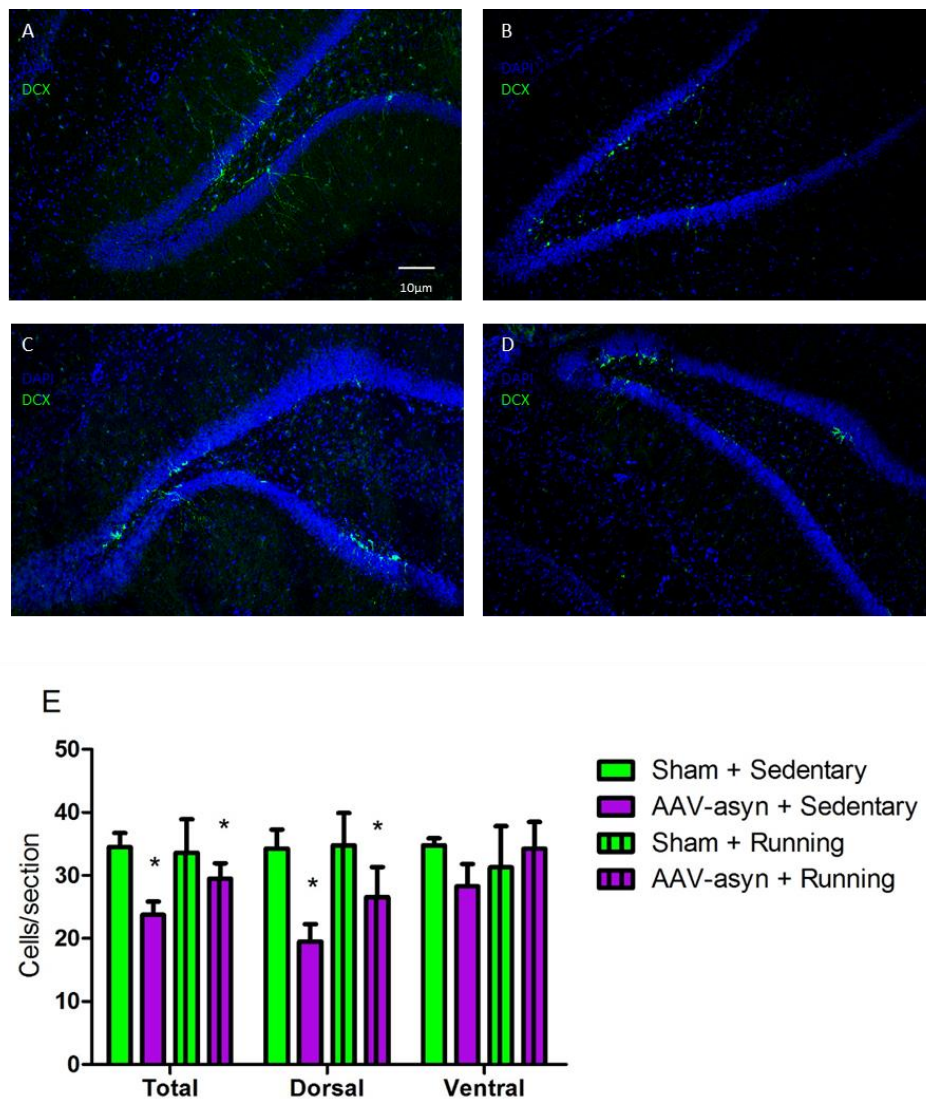 A
DAPI
DCX
10µm
B
DAPI
DCX
C
DAPI
DCX
D
DAPI
DCX
E
50
40
30
20
10
0
Cells/section
* * * *
Total Dorsal Ventral
Sham + Sedentary
AAV-asyn + Sedentary
Sham + Running
AAV-asyn + Running